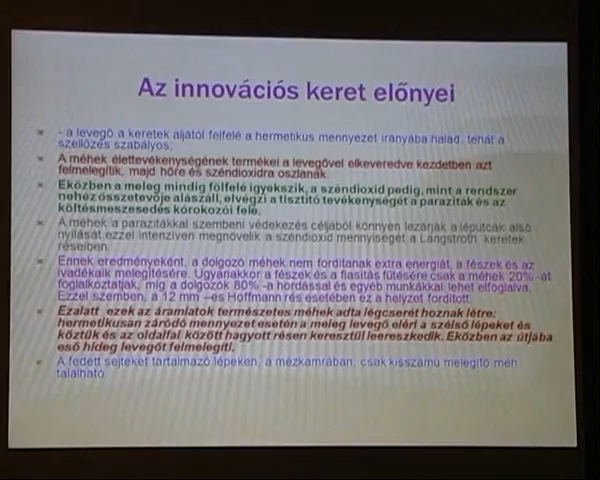 Az innovációs keret előnyei
- a levegő a keretek aljától felfelé a hermetikus mennyezet irányába halad, tehát a
szellőzés szabályos;
A méhek élettevékenységének termékei a levegővel elkeveredve kezdetben azt
felmelegítik, majd hőre és széndioxidra oszlanak.
Eközben a meleg mindig fölfelé igyekszik, a széndioxid pedig, mint a rendszer
nehéz összetevője alászáll, elvégzi a tisztító tevékenységét a paraziták és az
költésmeszesedés kórokozói felé.
A méhek a parazitákkal szembeni védekezés céljából könnyen lezárják a léputcák alsó
nyílását ezzel intenzíven megnövelik a széndioxid mennyiségét a Langstroth keretek
réseiben.
Ennek eredményeként, a dolgozó méhek nem fordítanak extra energiát, a fészek és az
ivadékaik melegítésére. Ugyanakkor a fészek és a fiasítás fűtésére csak a méhek 20% -át
foglalkoztatják, míg a dolgozók 80% -a hordással és egyéb munkákkal lehet elfoglalva.
Ezzel szemben, a 12 mm –es Hoffmann rés esetében ez a helyzet fordított.
Ezalatt ezek az áramlatok természetes méhek adta légcserét hoznak létre:
hermetikusan záródó mennyezet esetén a meleg levegő eléri a szélső lépeket és
köztük és az oldalfal között hagyott résen keresztül leereszkedik. Eközben az útjába
eső hideg levegőt felmelegíti.
A fedett sejteket tartalmazó lépeken, a mézkamrában, csak kisszámú melegítő méh
található.